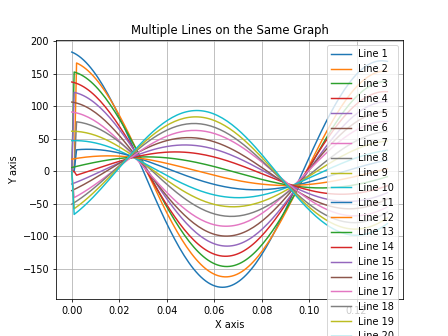 Multiple Lines on the Same Graph
200
150
100
50
0
−50
−100
−150
Y axis
0.00
0.02
0.04
0.06
0.08
0.10
X axis
Line 1
Line 2
Line 3
Line 4
Line 5
Line 6
Line 7
Line 8
Line 9
Line 10
Line 11
Line 12
Line 13
Line 14
Line 15
Line 16
Line 17
Line 18
Line 19
Line 20